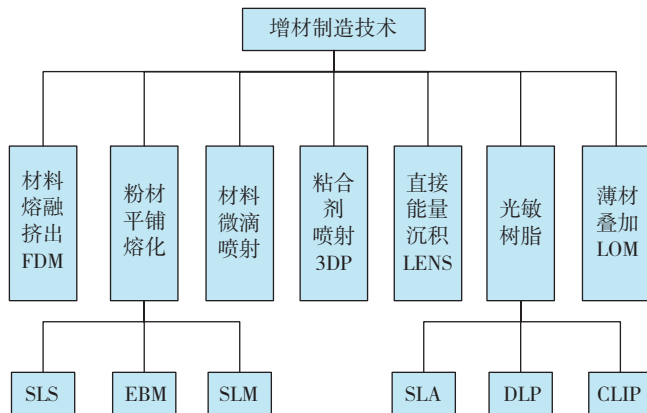 增材制造技术
材料
熔融
挤出
FDM
粉材
平铺
熔化
材料
微滴
喷射
粘合
剂
喷射
3DP
直接
能量
沉积
LENS
光敏
树脂
薄材
叠加
LOM
SLS
EBM
SLM
SLA
DLP
CLIP